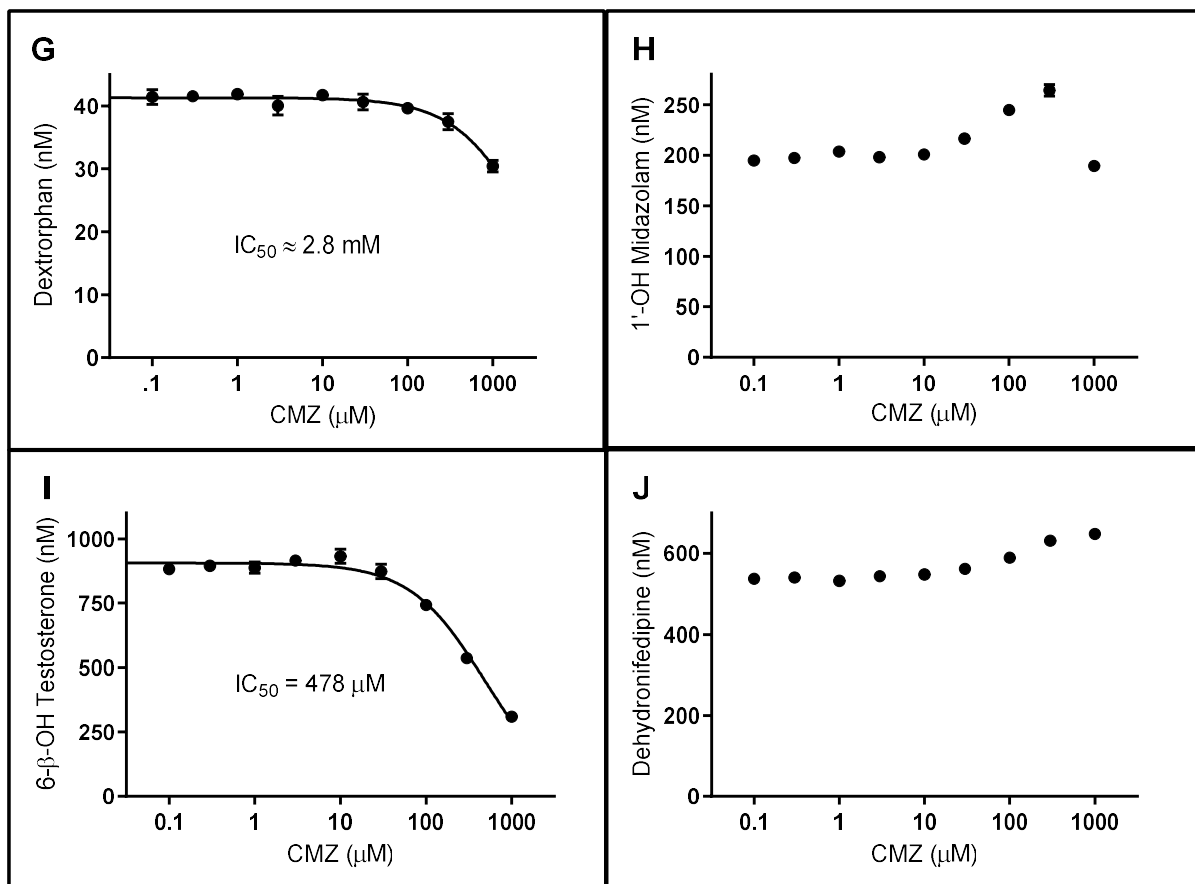 G
Dextrorphan (nM)
40
30
20
10
0
IC50 ≈ 2.8 mM
.1 1 10 100 1000
CMZ (μM)
H
1'-OH Midazolam (nM)
250
200
150
100
50
0
0.1 1 10 100 1000
CMZ (μM)
I
6-β-OH Testosterone (nM)
1000
750
500
250
0
IC50 = 478 μM
0.1 1 10 100 1000
CMZ (μM)
J
Dehydronifedipine (nM)
600
400
200
0
0.1 1 10 100 1000
CMZ (μM)